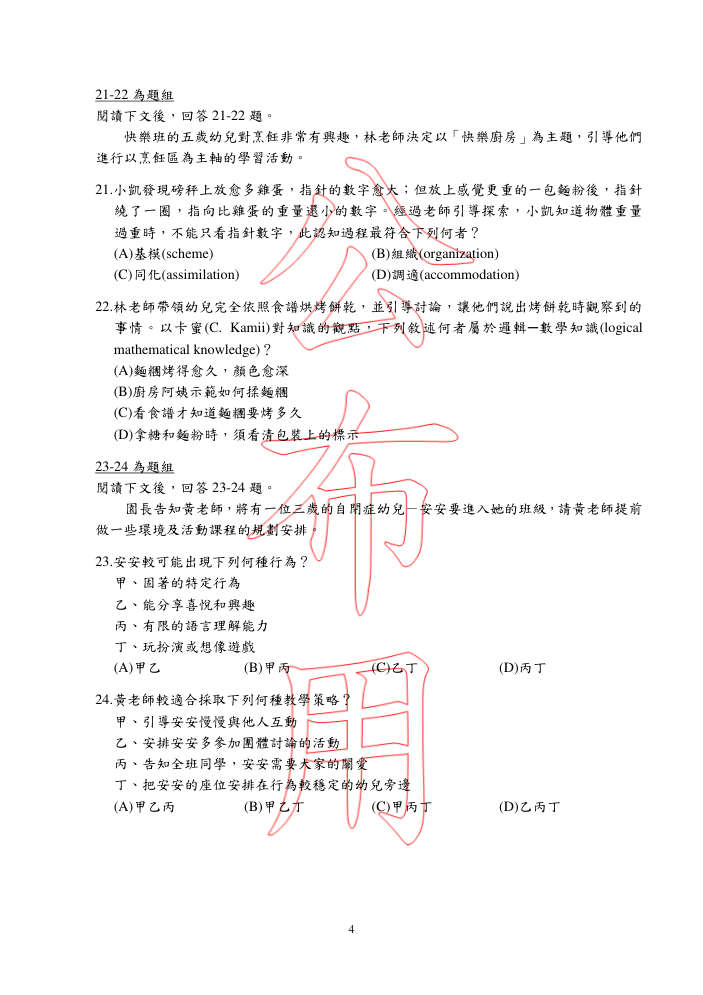 21-22 為題組
閱讀下文後，回答 21-22 題。
快樂班的五歲幼兒對烹飪非常有興趣，林老師決定以「快樂廚房」為主題，引導他們
進行以烹飪區為主軸的學習活動。
21.小凱發現磅秤上放愈多雞蛋，指針的數字愈大；但放上感覺更重的一包麵粉後，指針
繞了一圈，指向比雞蛋的重量還小的數字。經過老師引導探索，小凱知道物體重量
過重時，不能只看指針數字，此認知過程最符合下列何者？
(A)基模(scheme) (B)組織(organization)
(C)同化(assimilation) (D)調適(accommodation)
22.林老師帶領幼兒完全依照食譜烘烤餅乾，並引導討論，讓他們說出烤餅乾時觀察到的
事情。以卡蜜(C. Kamii)對知識的觀點，下列敘述何者屬於邏輯─數學知識(logical
mathematical knowledge)？
(A)麵糰烤得愈久，顏色愈深
(B)廚房阿姨示範如何揉麵糰
(C)看食譜才知道麵糰要烤多久
(D)拿糖和麵粉時，須看清包裝上的標示
23-24 為題組
閱讀下文後，回答 23-24 題。
園長告知黃老師，將有一位三歲的自閉症幼兒－安安要進入她的班級，請黃老師提前
做一些環境及活動課程的規劃安排。
23.安安較可能出現下列何種行為？
甲、固著的特定行為
乙、能分享喜悅和興趣
丙、有限的語言理解能力
丁、玩扮演或想像遊戲
(A)甲乙 (B)甲丙 (C)乙丁 (D)丙丁
24.黃老師較適合採取下列何種教學策略？
甲、引導安安慢慢與他人互動
乙、安排安安多參加團體討論的活動
丙、告知全班同學，安安需要大家的關愛
丁、把安安的座位安排在行為較穩定的幼兒旁邊
(A)甲乙丙 (B)甲乙丁 (C)甲丙丁 (D)乙丙丁
公布用
4